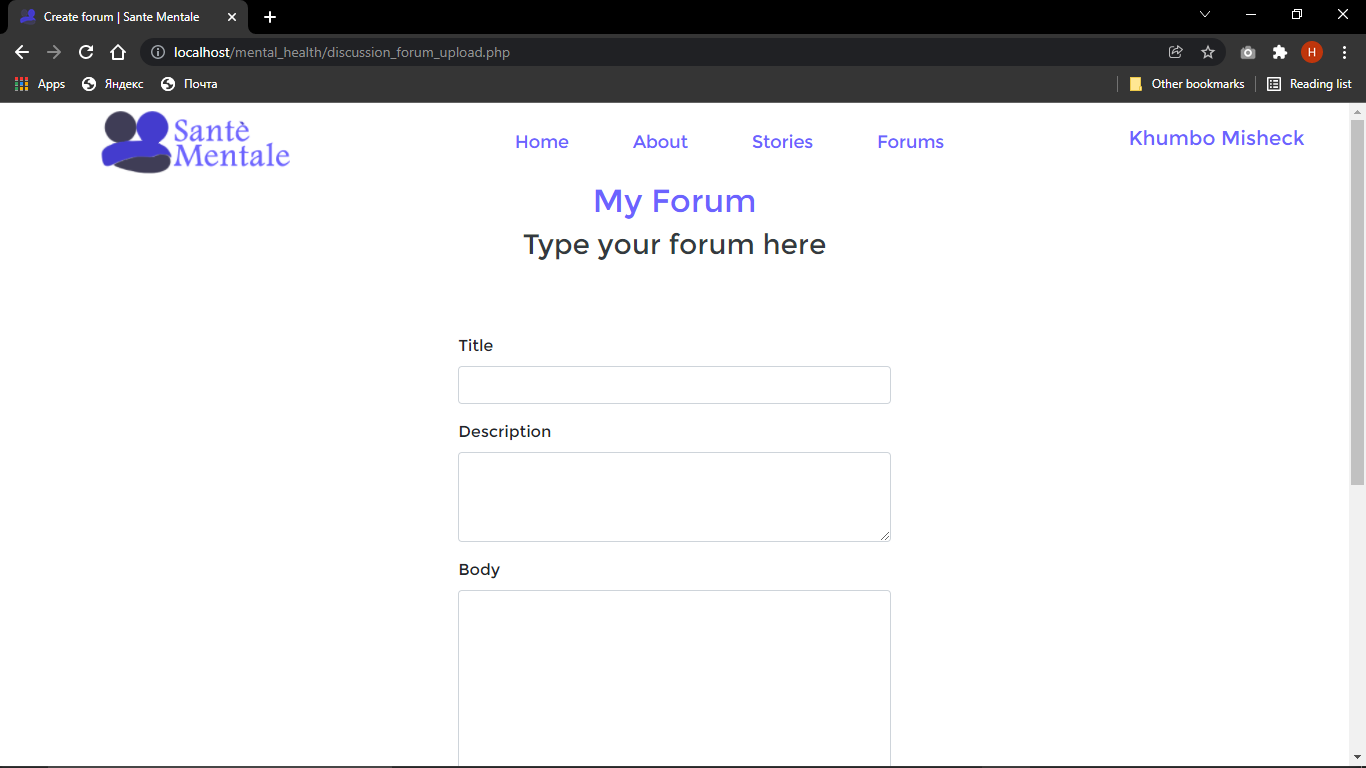 Create forum | Sante Mentale
localhost/mental_health/discussion_forum_upload.php
H
Apps Яндекс Почта Other bookmarks Reading list
Santè
Mentale
Home About Stories Forums Khumbo Misheck
My Forum
Type your forum here
Title
Description
Body